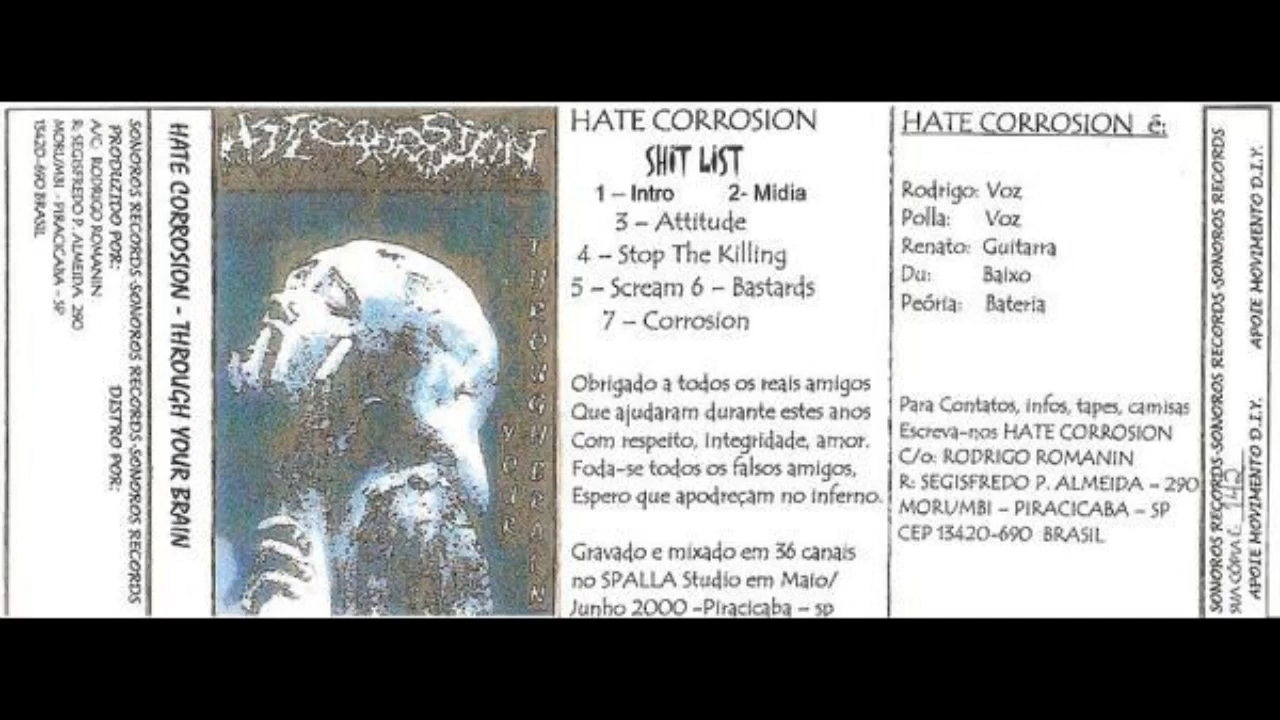 SONOROS RECORDS-SONOROS RECORDS-SONOROS RECORDS
PRODUZIDO POR: DISTRO POR:
A/C: RODRIGO ROMANIN
R: SEGISFREDO P. ALMEIDA 290
MORUMBI - PIRACICABA - SP
13420-690 BRASIL
HATE CORROSION - THROUGH YOUR BRAIN
HATE CORROSION
THROUGH
YOUR BRAIN
HATE CORROSION
SHiT LiST
1 – Intro 2- Midia
3 – Attitude
4 – Stop The Killing
5 – Scream 6 – Bastards
7 – Corrosion
Obrigado a todos os reais amigos
Que ajudaram durante estes anos
Com respeito, integridade, amor.
Foda-se todos os falsos amigos,
Espero que apodreçam no inferno.
Gravado e mixado em 36 canais
no SPALLA Studio em Maio/
Junho 2000 -Piracicaba – sp
HATE CORROSION é:
Rodrigo: Voz
Polla: Voz
Renato: Guitarra
Du: Baixo
Peória: Bateria
Para Contatos, infos, tapes, camisas
Escreva-nos HATE CORROSION
C/o: RODRIGO ROMANIN
R: SEGISFREDO P. ALMEIDA – 290
MORUMBI – PIRACICABA – SP
CEP 13420-690 BRASIL
SONOROS RECORDS-SONOROS RECORDS-SONOROS RECORDS
SUA CÓPIA É 142
APOIE MOVIMENTO D.I.Y. APOIE MOVIMENTO D.I.Y.